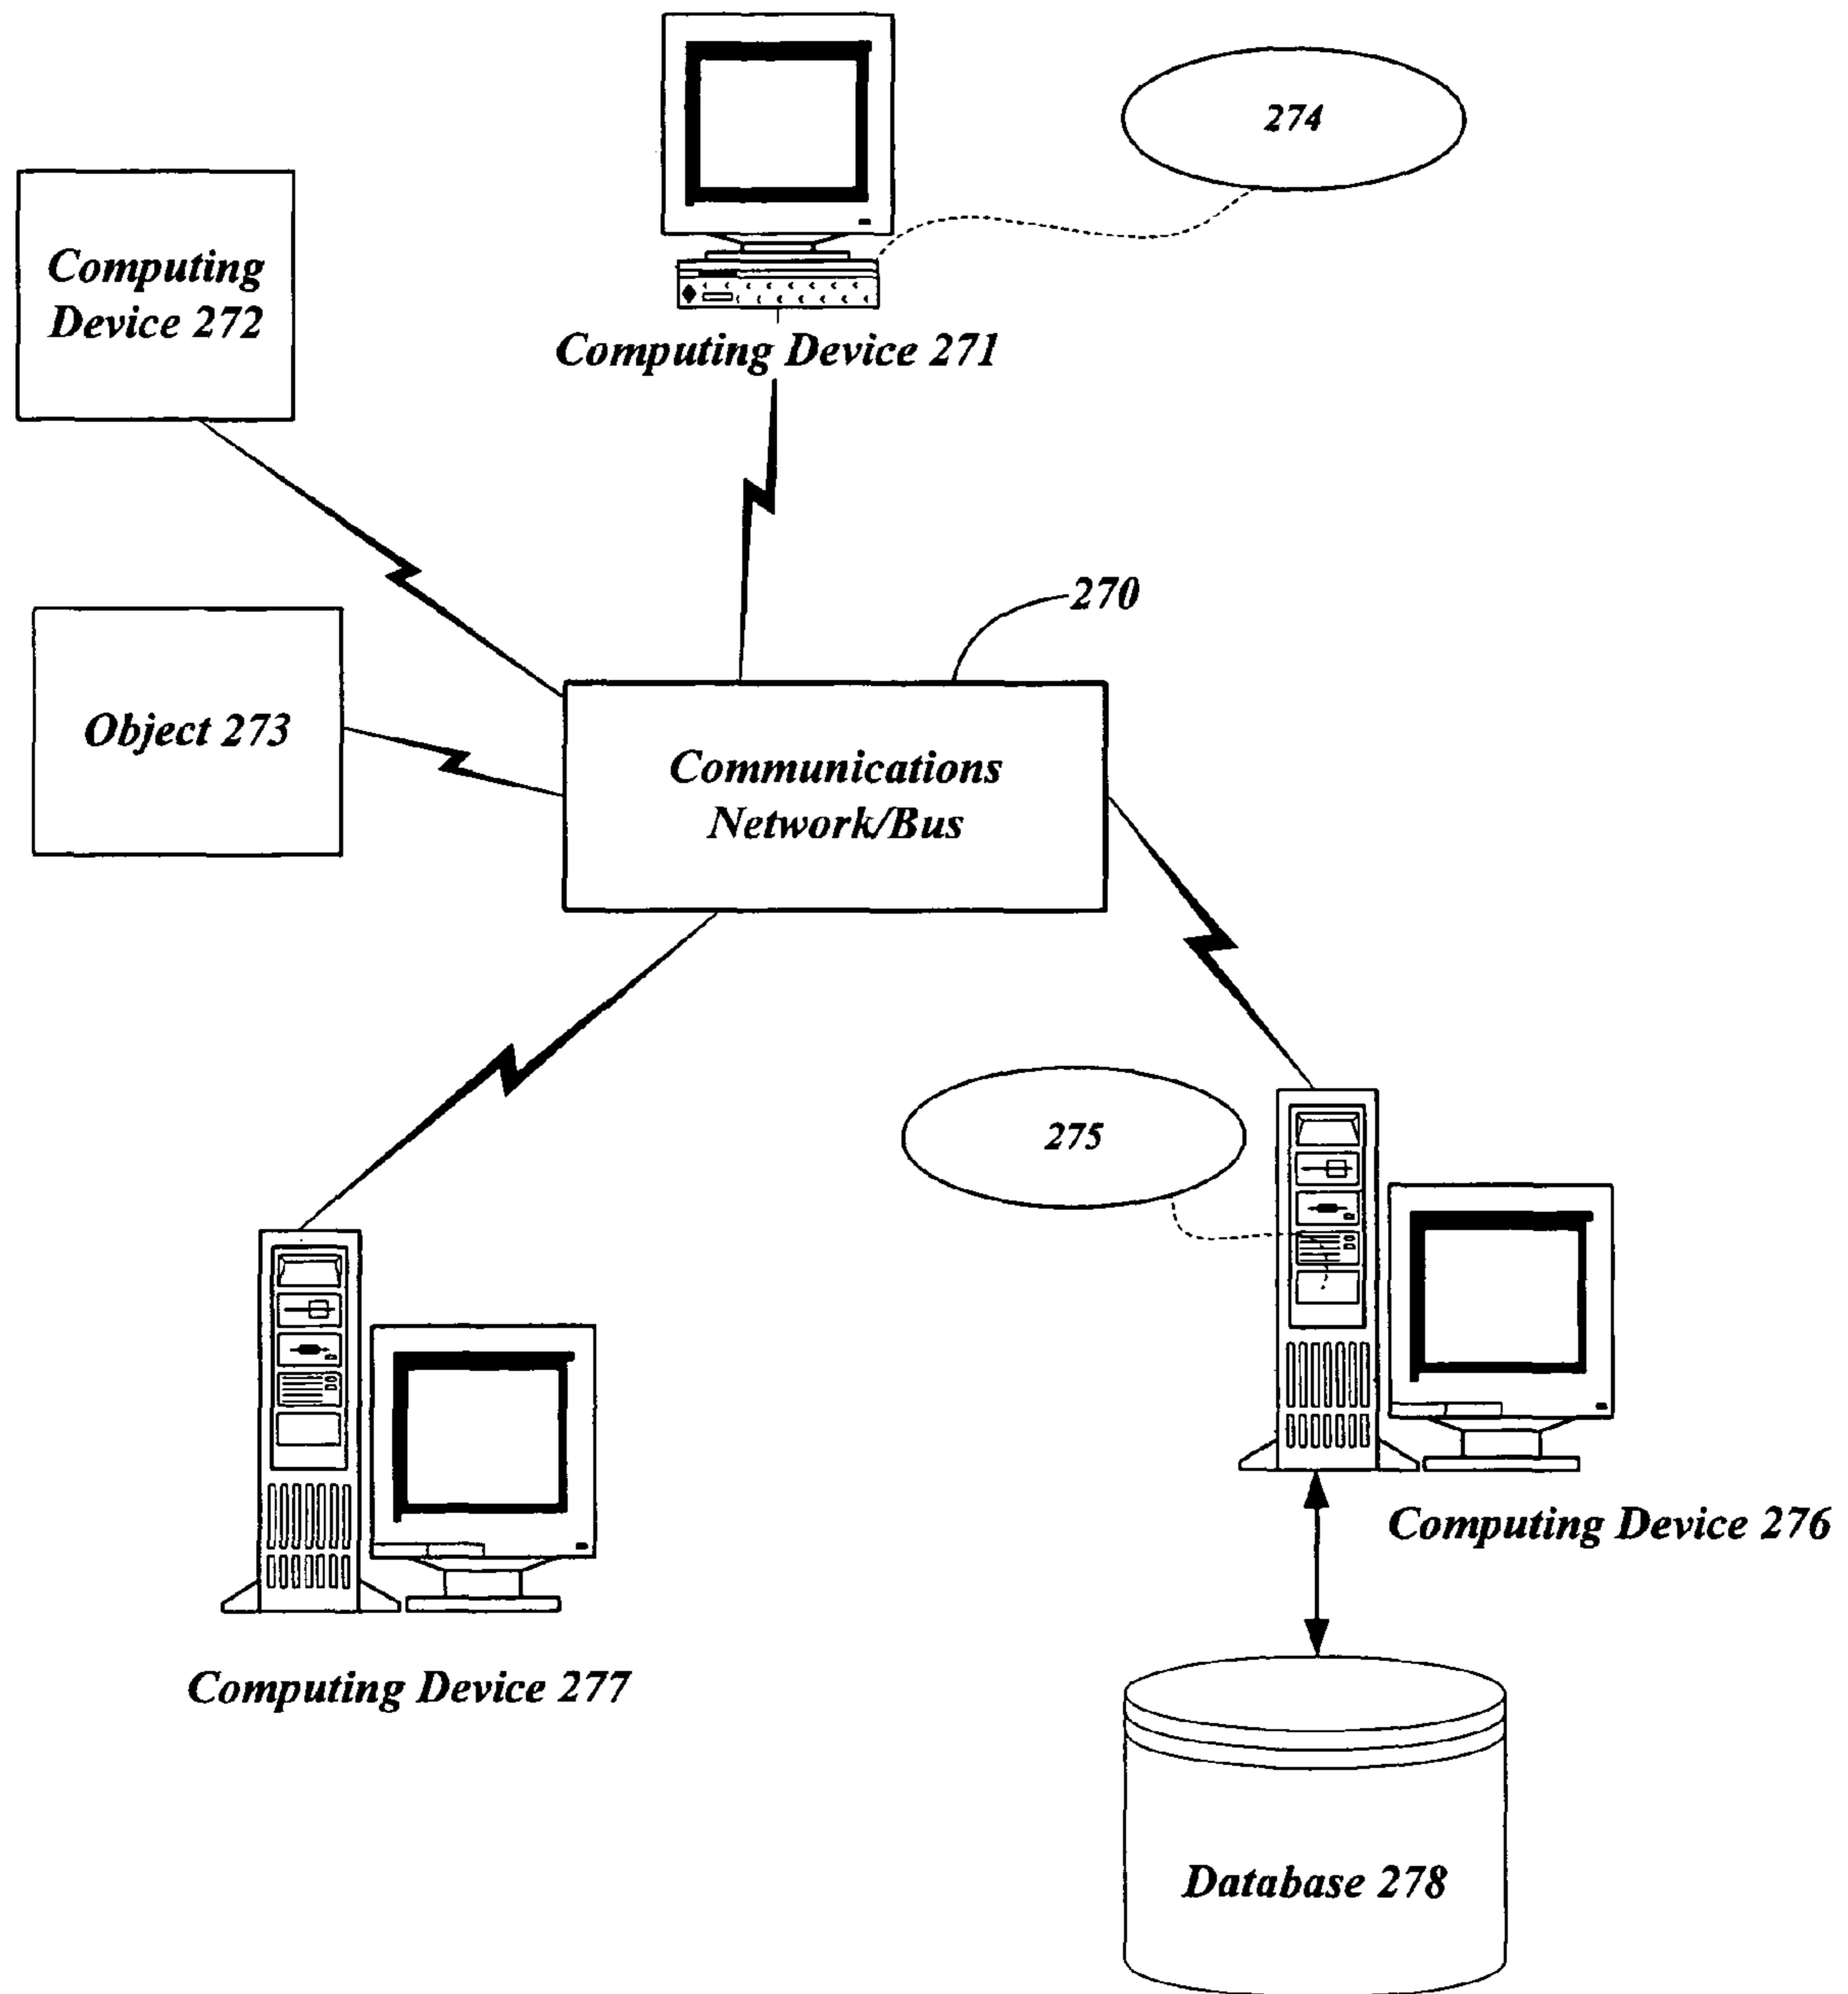 274
Computing
Device 272
Computing Device 271
270
Object 273
Communications
Network/Bus
275
Computing Device 276
Computing Device 277
Database 278